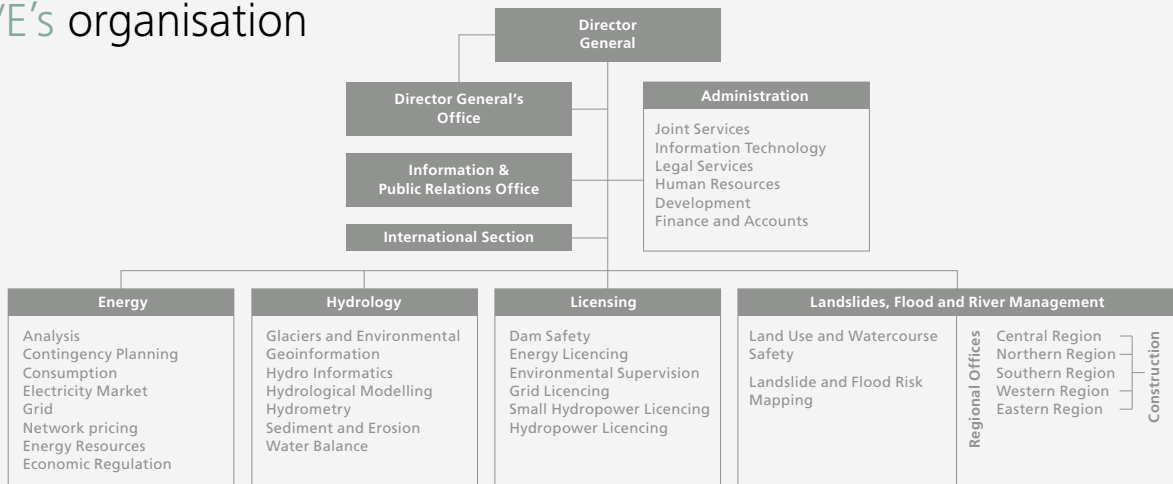 VE's organisation
Director
General
Director General's
Office
Information &
Public Relations Office
International Section
Administration
Joint Services
Information Technology
Legal Services
Human Resources
Development
Finance and Accounts
Energy
Analysis
Contingency Planning
Consumption
Electricity Market
Grid
Network pricing
Energy Resources
Economic Regulation
Hydrology
Glaciers and Environmental
Geoinformation
Hydro Informatics
Hydrological Modelling
Hydrometry
Sediment and Erosion
Water Balance
Licensing
Dam Safety
Energy Licencing
Environmental Supervision
Grid Licencing
Small Hydropower Licencing
Hydropower Licencing
Landslides, Flood and River Management
Land Use and Watercourse
Safety
Landslide and Flood Risk
Mapping
Regional Offices
Central Region
Northern Region
Southern Region
Western Region
Eastern Region
Construction